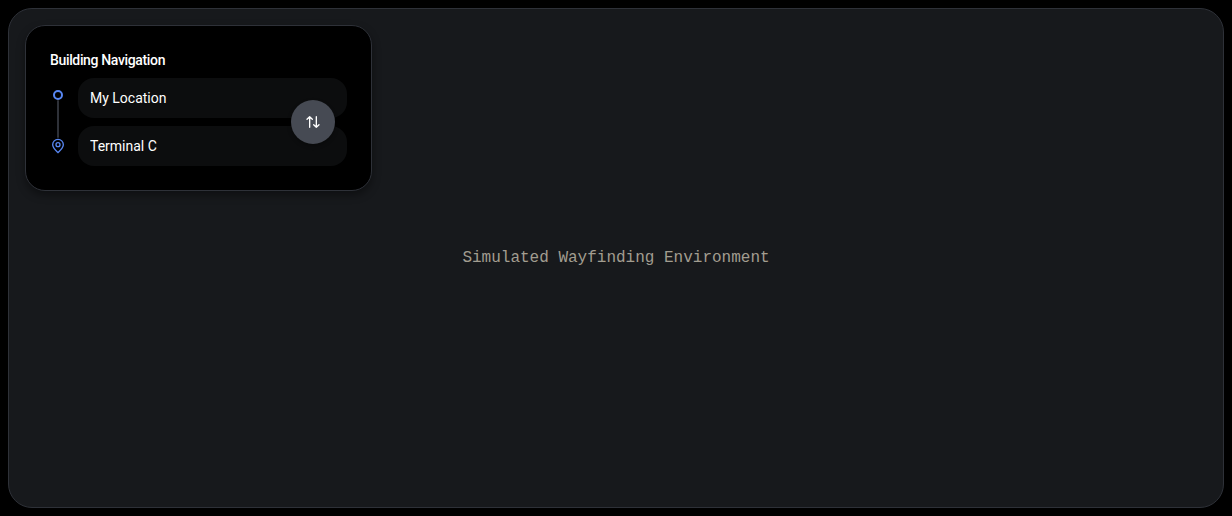 Building Navigation
My Location
Terminal C
Simulated Wayfinding Environment